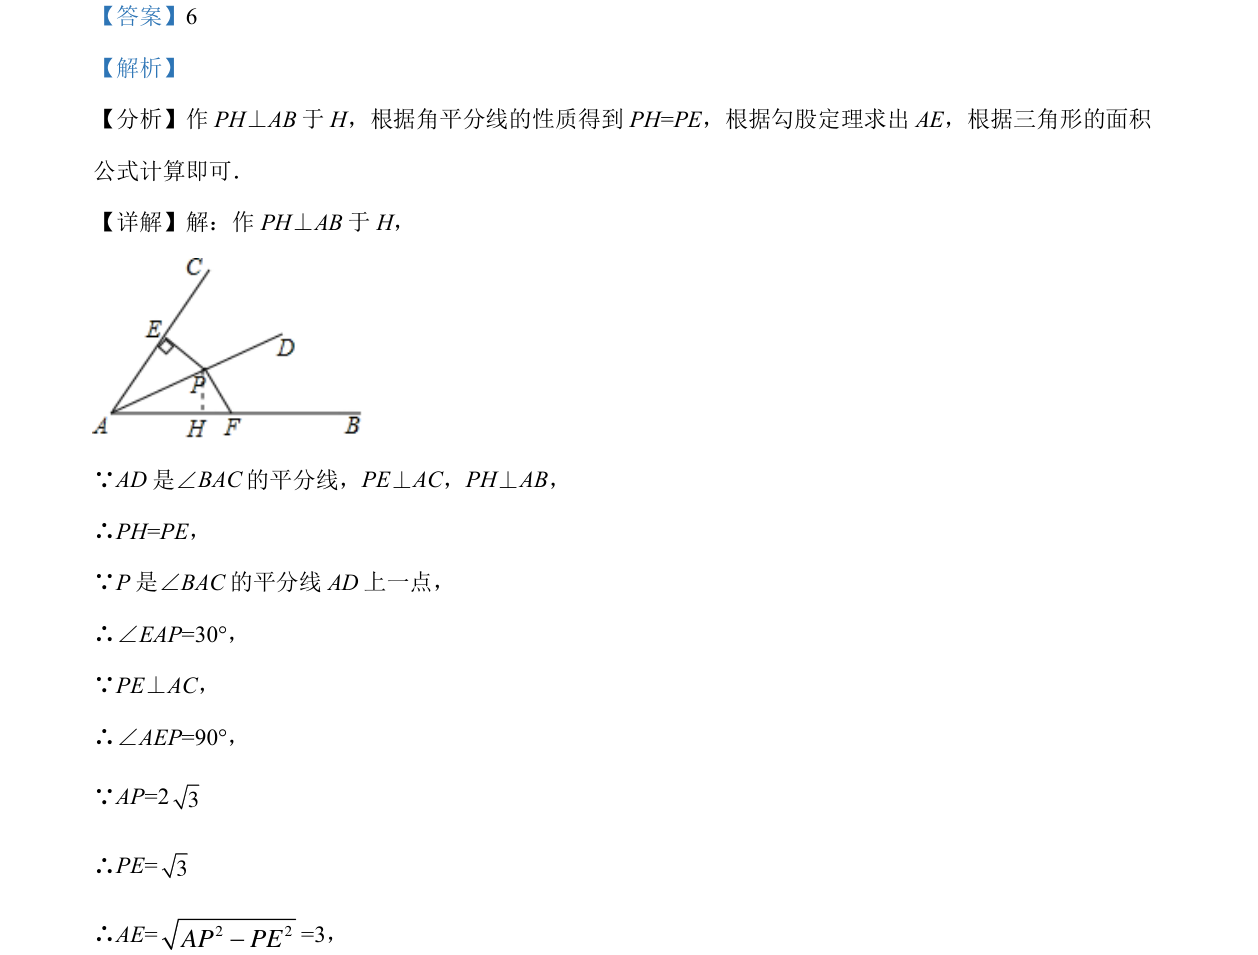 【答案】6
【解析】
【分析】作 PH⊥AB 于 H，根据角平分线的性质得到 PH=PE，根据勾股定理求出 AE，根据三角形的面积
公式计算即可．
【详解】解：作 PH⊥AB 于 H，
C
E
D
P
A H F B
∵AD 是∠BAC 的平分线，PE⊥AC，PH⊥AB，
∴PH=PE，
∵P 是∠BAC 的平分线 AD 上一点，
∴∠EAP=30°，
∵PE⊥AC，
∴∠AEP=90°，
∵AP=2√3
∴PE=√3
∴AE=√(AP²−PE²) =3，